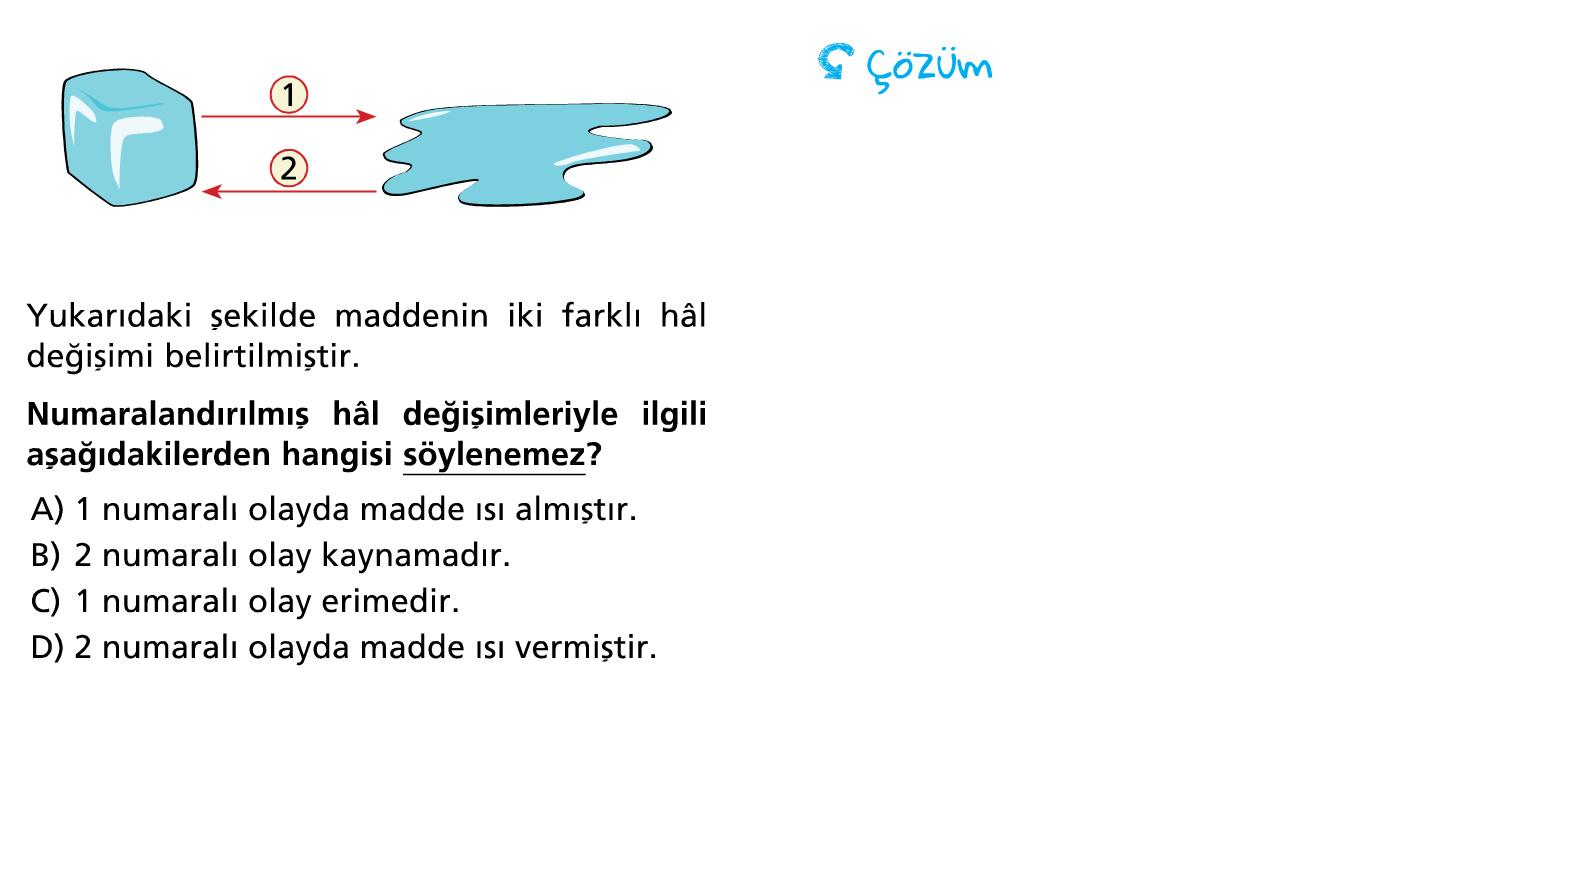 1
2
Yukarıdaki şekilde maddenin iki farklı hâl
değişimi belirtilmiştir.
Numaralandırılmış hâl değişimleriyle ilgili
aşağıdakilerden hangisi söylenemez?
A) 1 numaralı olayda madde ısı almıştır.
B) 2 numaralı olay kaynamadır.
C) 1 numaralı olay erimedir.
D) 2 numaralı olayda madde ısı vermiştir.
Çözüm